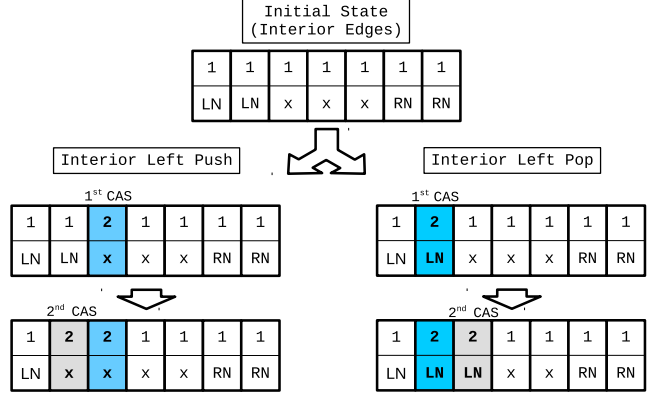 Initial State
(Interior Edges)
1 1 1 1 1 1 1
LN LN x x x RN RN
Interior Left Push
Interior Left Pop
1st CAS
1 1 2 1 1 1 1
LN LN x x x RN RN
1st CAS
1 2 1 1 1 1 1
LN LN x x x RN RN
2nd CAS
1 2 2 1 1 1 1
LN x x x x RN RN
2nd CAS
1 2 2 1 1 1 1
LN LN LN x x RN RN